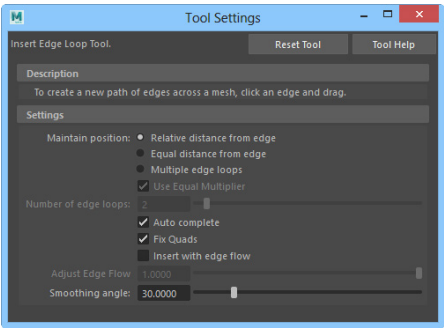 Tool Settings
Insert Edge Loop Tool.
Reset Tool
Tool Help
Description
To create a new path of edges across a mesh, click an edge and drag.
Settings
Maintain position: Relative distance from edge
Equal distance from edge
Multiple edge loops
Use Equal Multiplier
Number of edge loops: 2
Auto complete
Fix Quads
Insert with edge flow
Adjust Edge Flow 1.0000
Smoothing angle: 30.0000